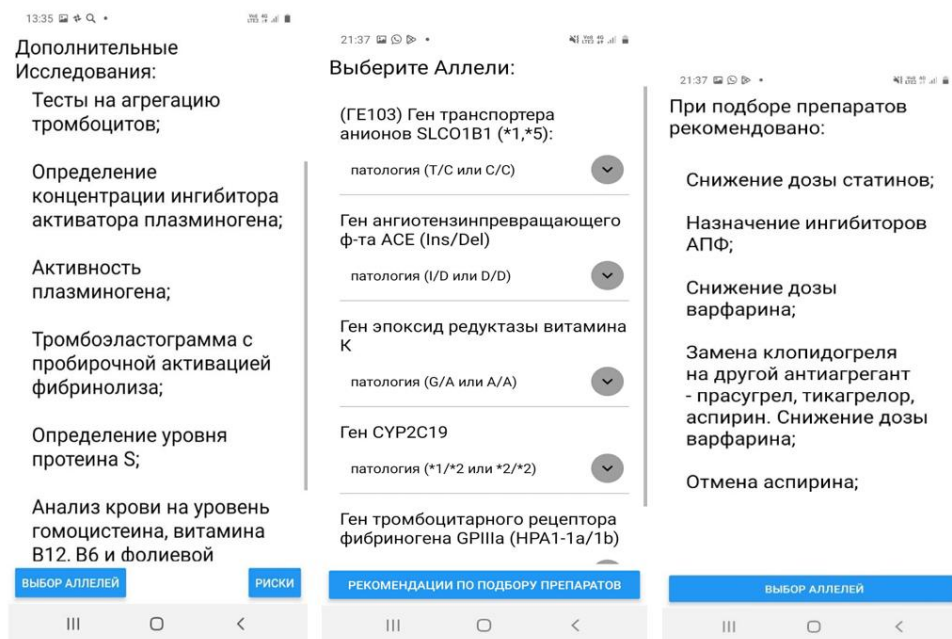 13:35
Дополнительные
Исследования:
Тесты на агрегацию
тромбоцитов;
Определение
концентрации ингибитора
активатора плазминогена;
Активность
плазминогена;
Тромбоэластограмма с
пробирочной активацией
фибринолиза;
Определение уровня
протеина S;
Анализ крови на уровень
гомоцистеина, витамина
B12, B6 и фолиевой
ВЫБОР АЛЛЕЛЕЙ
РИСКИ
21:37
Выберите Аллели:
(ГЕ103) Ген транспортера
анионов SLCO1B1 (*1,*5):
патология (T/C или C/C)
Ген ангиотензинпревращающего
ф-та ACE (Ins/Del)
патология (I/D или D/D)
Ген эпоксид редуктазы витамина
К
патология (G/A или A/A)
Ген CYP2C19
патология (*1/*2 или *2/*2)
Ген тромбоцитарного рецептора
фибриногена GPIIIa (HPA1-1a/1b)
РЕКОМЕНДАЦИИ ПО ПОДБОРУ ПРЕПАРАТОВ
21:37
При подборе препаратов
рекомендовано:
Снижение дозы статинов;
Назначение ингибиторов
АПФ;
Снижение дозы
варфарина;
Замена клопидогреля
на другой антиагрегант
- прасугрел, тикагрелор,
аспирин. Снижение дозы
варфарина;
Отмена аспирина;
ВЫБОР АЛЛЕЛЕЙ